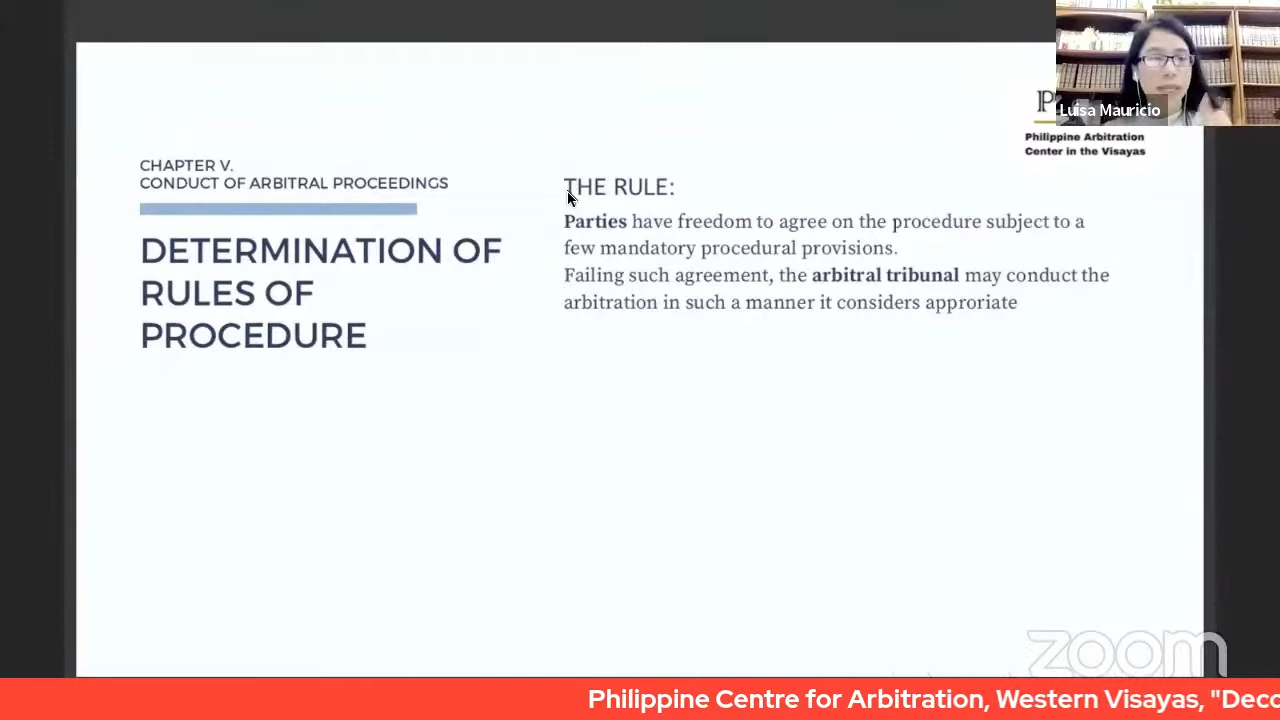 CHAPTER V.
CONDUCT OF ARBITRAL PROCEEDINGS
DETERMINATION OF
RULES OF
PROCEDURE
THE RULE:
Parties have freedom to agree on the procedure subject to a
few mandatory procedural provisions.
Failing such agreement, the arbitral tribunal may conduct the
arbitration in such a manner it considers approriate
Luisa Mauricio
Philippine Arbitration
Center in the Visayas
zoom
Philippine Centre for Arbitration, Western Visayas, "Deco